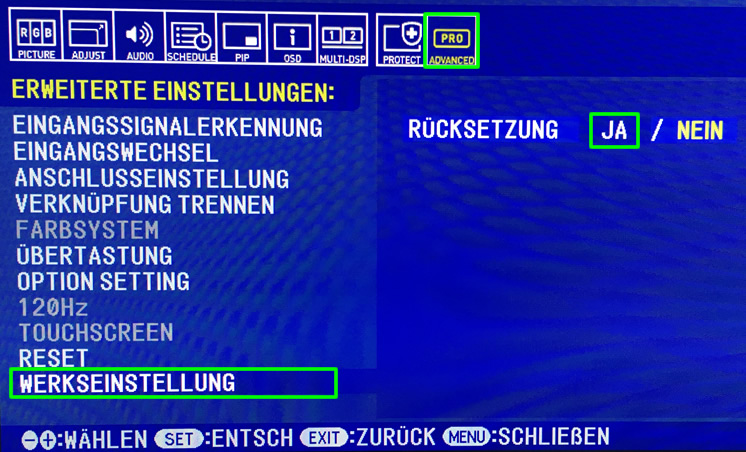 RGB
1 2
PRO
PICTURE ADJUST AUDIO SCHEDULE PIP OSD MULTI-DSP PROTECT ADVANCED
ERWEITERTE EINSTELLUNGEN:
EINGANGSSIGNALERKENNUNG
RÜCKSETZUNG JA / NEIN
EINGANGSWECHSEL
ANSCHLUSSEINSTELLUNG
VERKNÜPFUNG TRENNEN
FARBSYSTEM
ÜBERTASTUNG
OPTION SETTING
120Hz
TOUCHSCREEN
RESET
WERKSEINSTELLUNG
-+:WÄHLEN SET:ENTSCH EXIT:ZURÜCK MENU:SCHLIEßEN